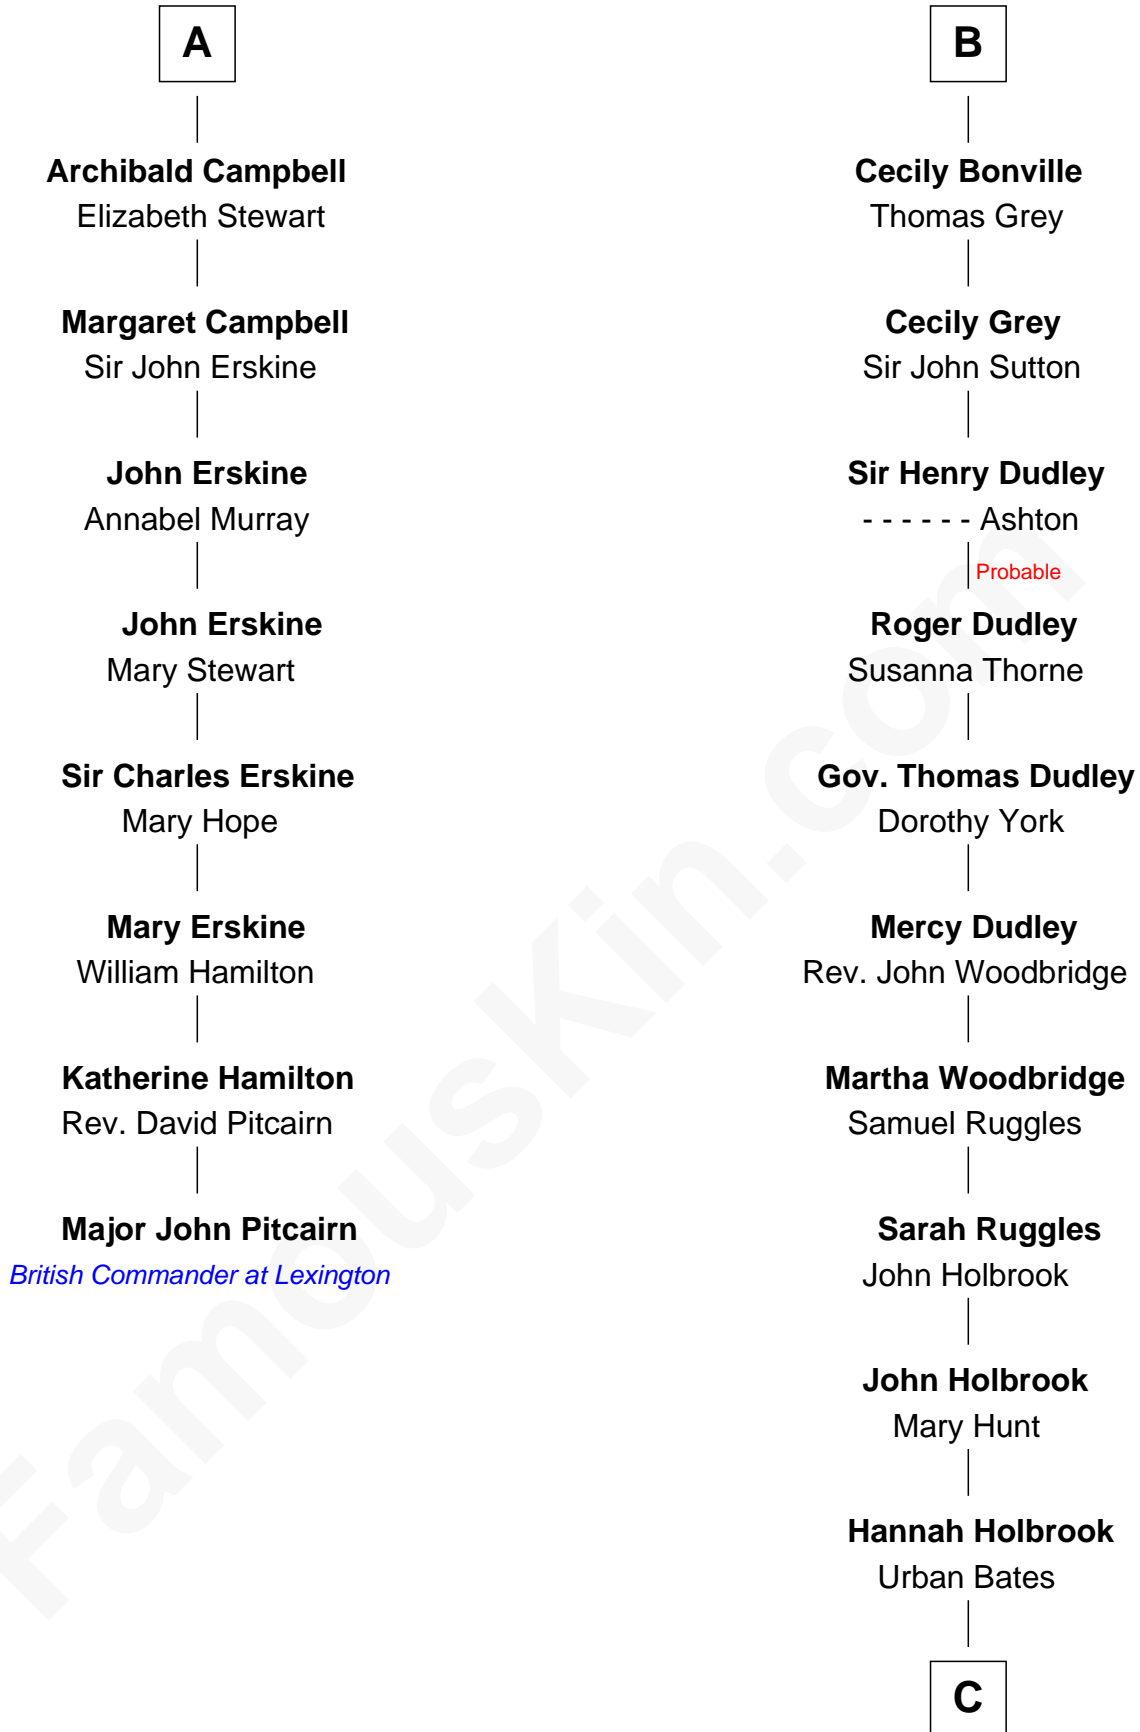 A
Archibald Campbell
Elizabeth Stewart
Margaret Campbell
Sir John Erskine
John Erskine
Annabel Murray
John Erskine
Mary Stewart
Sir Charles Erskine
Mary Hope
Mary Erskine
William Hamilton
Katherine Hamilton
Rev. David Pitcairn
Major John Pitcairn
British Commander at Lexington
B
Cecily Bonville
Thomas Grey
Cecily Grey
Sir John Sutton
Sir Henry Dudley
- - - - - - Ashton
Probable
Roger Dudley
Susanna Thorne
Gov. Thomas Dudley
Dorothy York
Mercy Dudley
Rev. John Woodbridge
Martha Woodbridge
Samuel Ruggles
Sarah Ruggles
John Holbrook
John Holbrook
Mary Hunt
Hannah Holbrook
Urban Bates
C
FamousKin.com